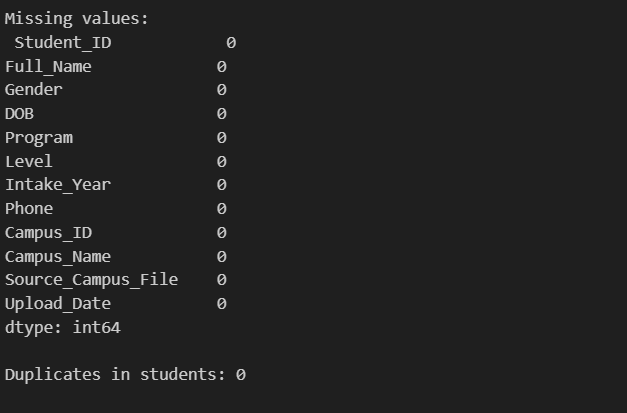 Missing values:
 Student_ID            0
Full_Name             0
Gender                0
DOB                   0
Program               0
Level                 0
Intake_Year           0
Phone                 0
Campus_ID             0
Campus_Name           0
Source_Campus_File    0
Upload_Date           0
dtype: int64

Duplicates in students: 0